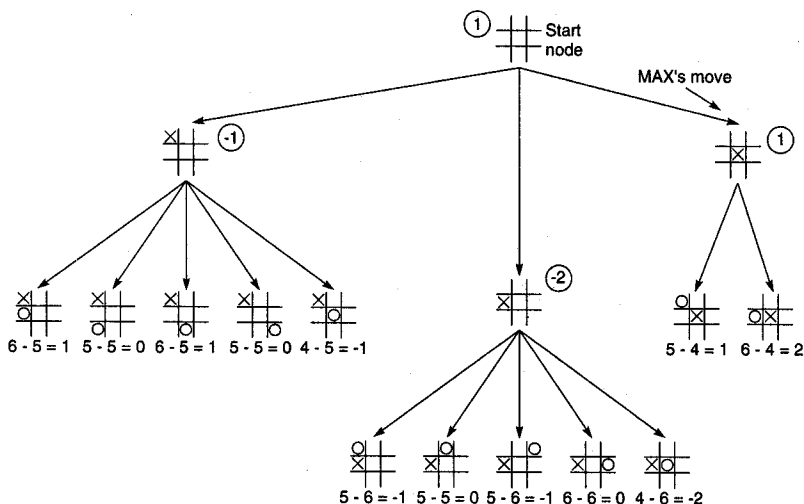 1
Start
node
MAX's move
-1
1
-2
6 - 5 = 1 5 - 5 = 0 6 - 5 = 1 5 - 5 = 0 4 - 5 = -1
5 - 4 = 1 6 - 4 = 2
5 - 6 = -1 5 - 5 = 0 5 - 6 = -1 6 - 6 = 0 4 - 6 = -2